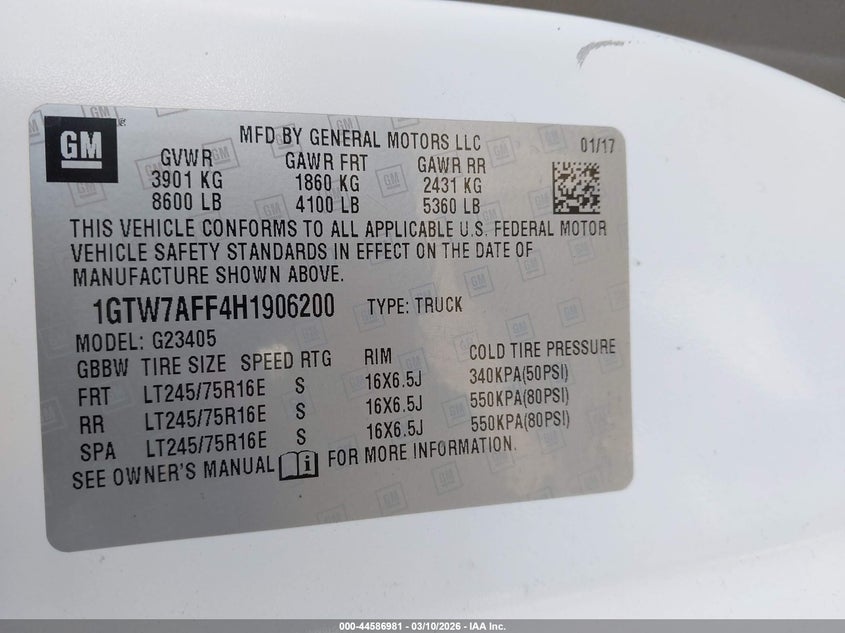 GM
MFD BY GENERAL MOTORS LLC 01/17
GVWR GAWR FRT GAWR RR
3901 KG 1860 KG 2431 KG
8600 LB 4100 LB 5360 LB
THIS VEHICLE CONFORMS TO ALL APPLICABLE U.S. FEDERAL MOTOR
VEHICLE SAFETY STANDARDS IN EFFECT ON THE DATE OF
MANUFACTURE SHOWN ABOVE.
1GTW7AFF4H1906200 TYPE: TRUCK
MODEL: G23405
GBBW TIRE SIZE SPEED RTG RIM COLD TIRE PRESSURE
FRT LT245/75R16E S 16X6.5J 340KPA(50PSI)
RR LT245/75R16E S 16X6.5J 550KPA(80PSI)
SPA LT245/75R16E S 16X6.5J 550KPA(80PSI)
SEE OWNER'S MANUAL i FOR MORE INFORMATION.
000-44586981 - 03/10/2026 - IAA Inc.